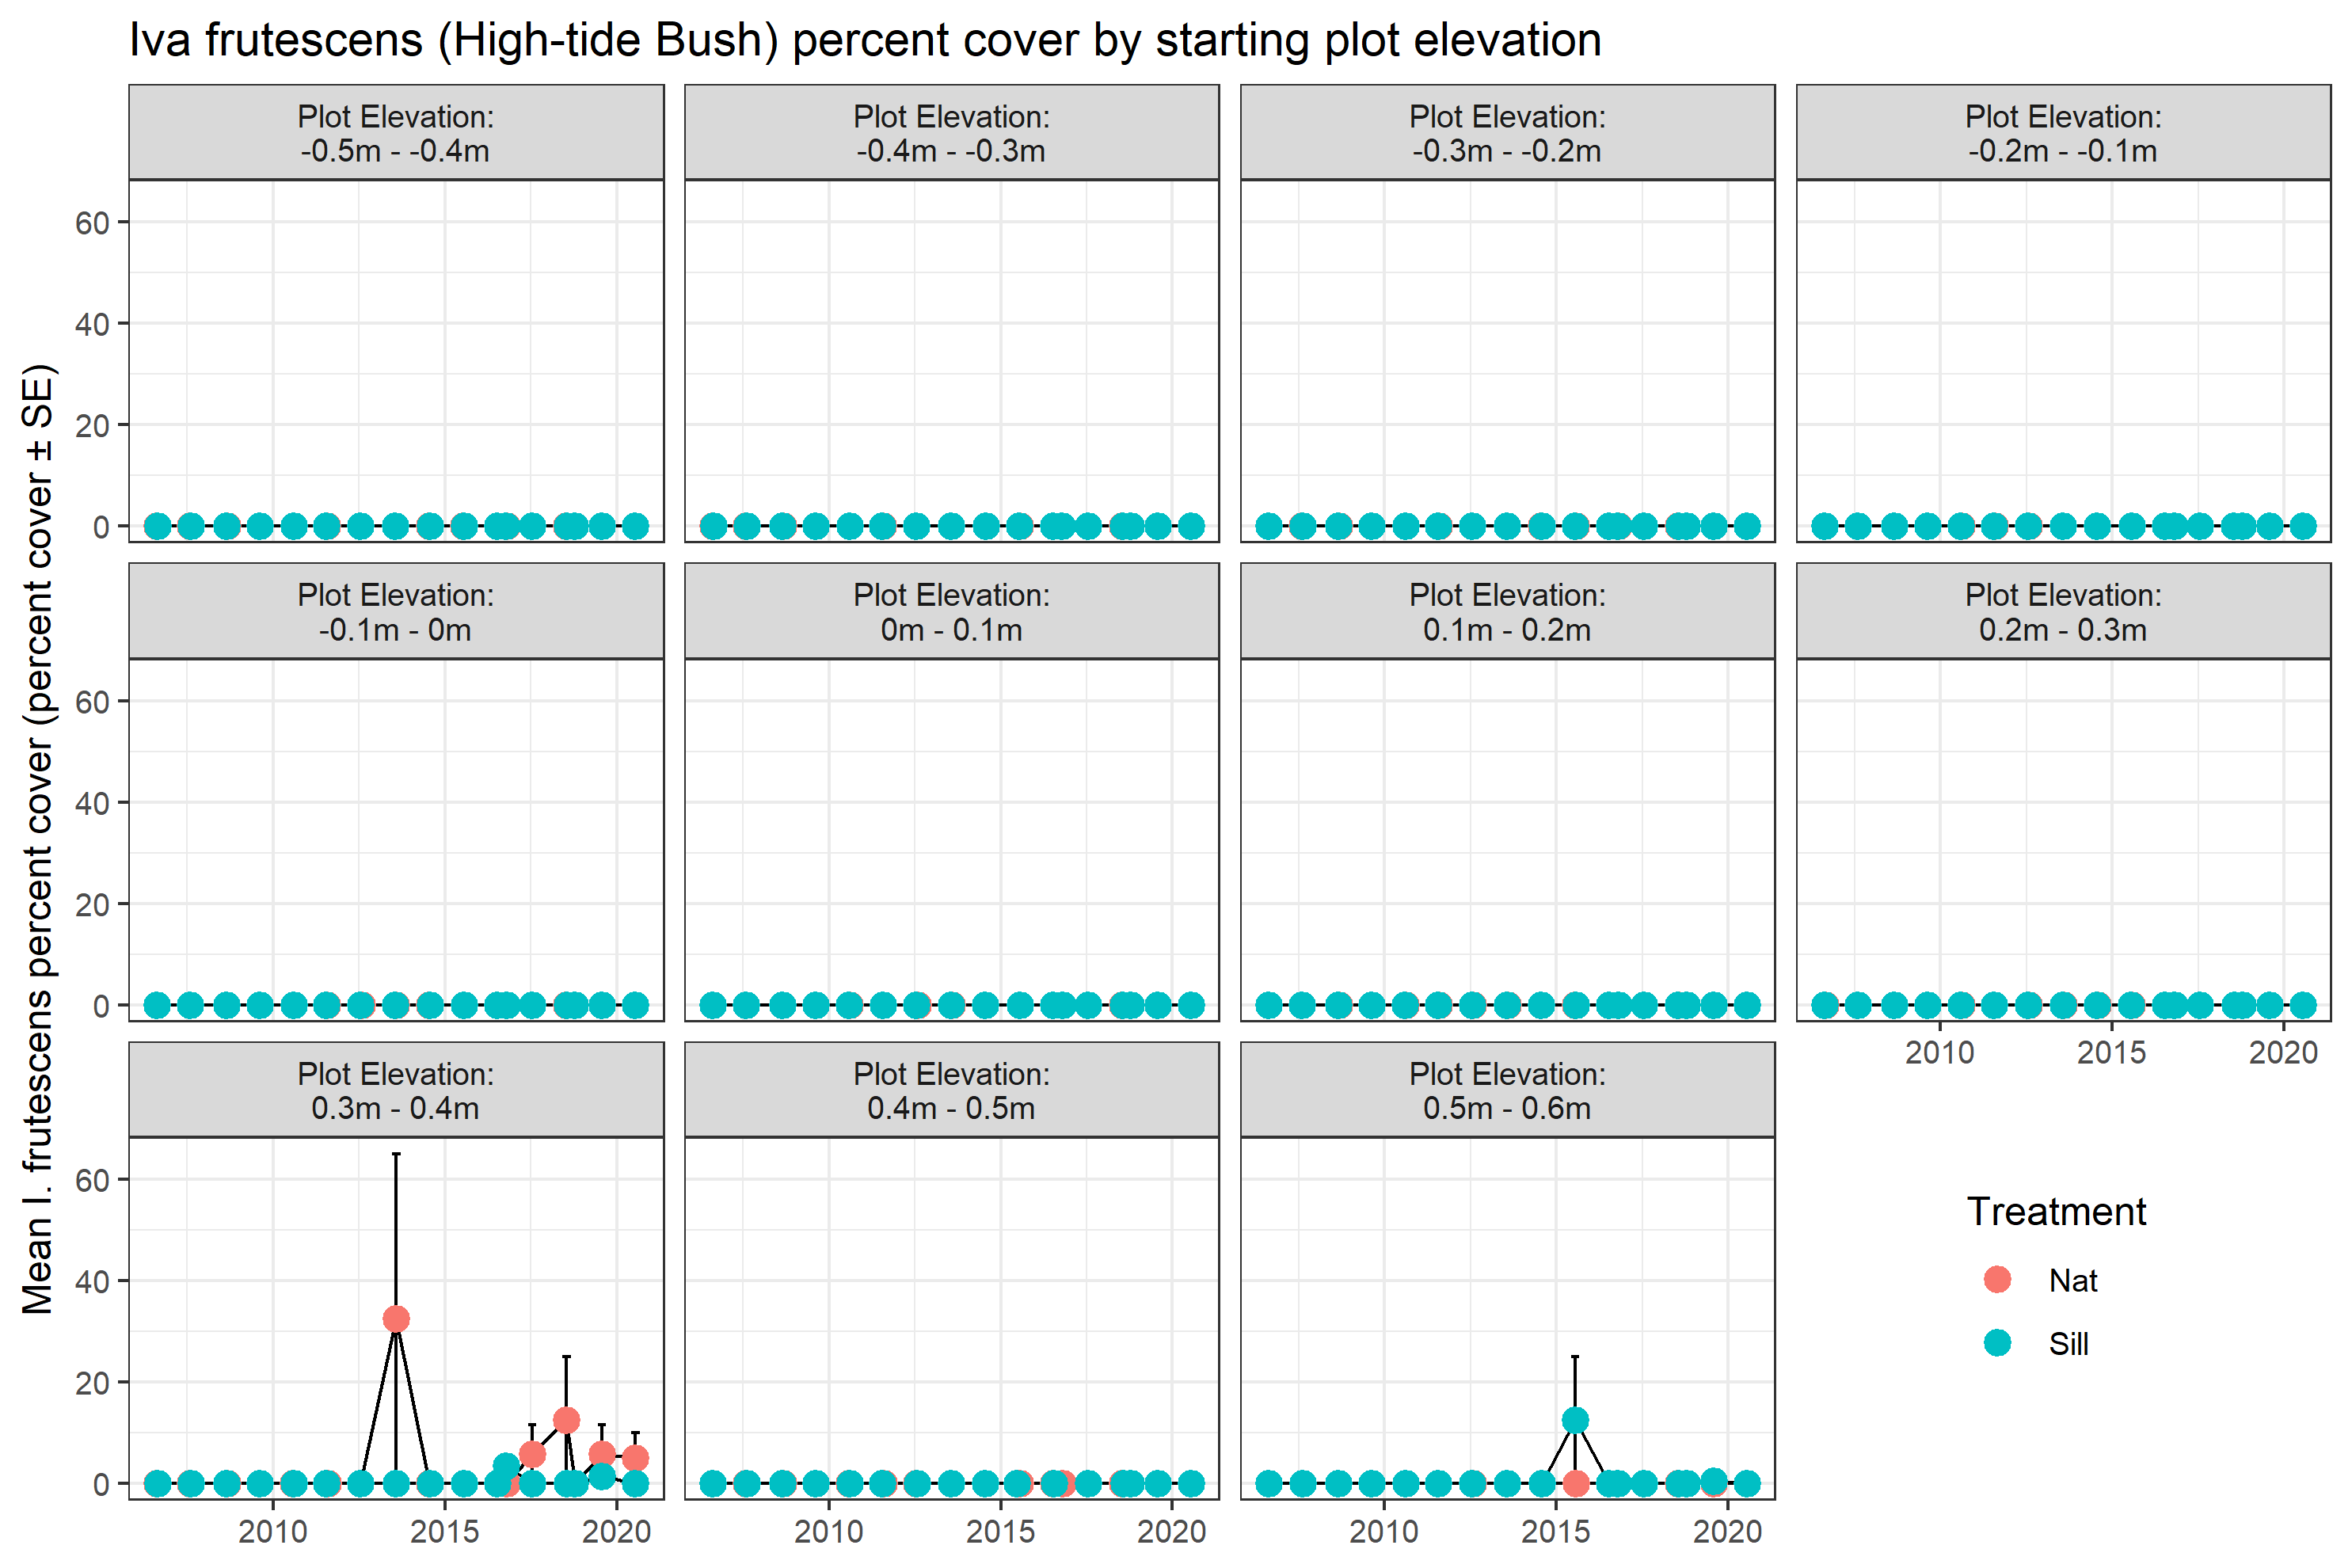 Iva frutescens (High-tide Bush) percent cover by starting plot elevation
Mean I. frutescens percent cover (percent cover ± SE)
Plot Elevation:
-0.5m - -0.4m
Plot Elevation:
-0.4m - -0.3m
Plot Elevation:
-0.3m - -0.2m
Plot Elevation:
-0.2m - -0.1m
60
40
20
0
Plot Elevation:
-0.1m - 0m
Plot Elevation:
0m - 0.1m
Plot Elevation:
0.1m - 0.2m
Plot Elevation:
0.2m - 0.3m
60
40
20
0
2010 2015 2020
Plot Elevation:
0.3m - 0.4m
Plot Elevation:
0.4m - 0.5m
Plot Elevation:
0.5m - 0.6m
60
40
20
0
2010 2015 2020
2010 2015 2020
2010 2015 2020
Treatment
Nat
Sill